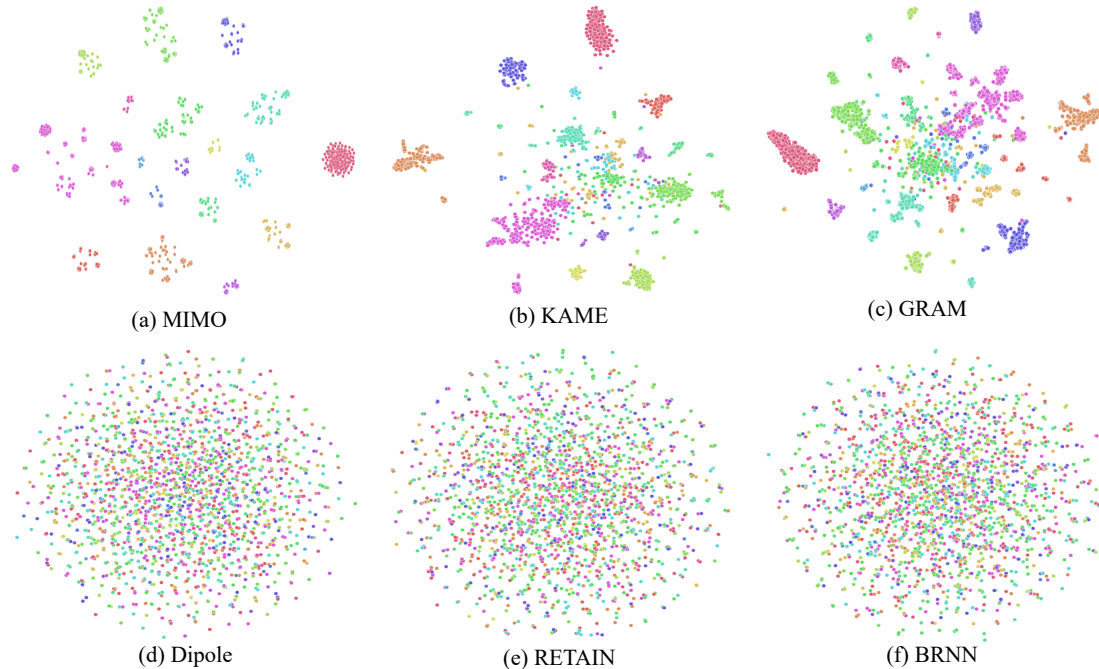 (a) MIMO
(b) KAME
(c) GRAM
(d) Dipole
(e) RETAIN
(f) BRNN